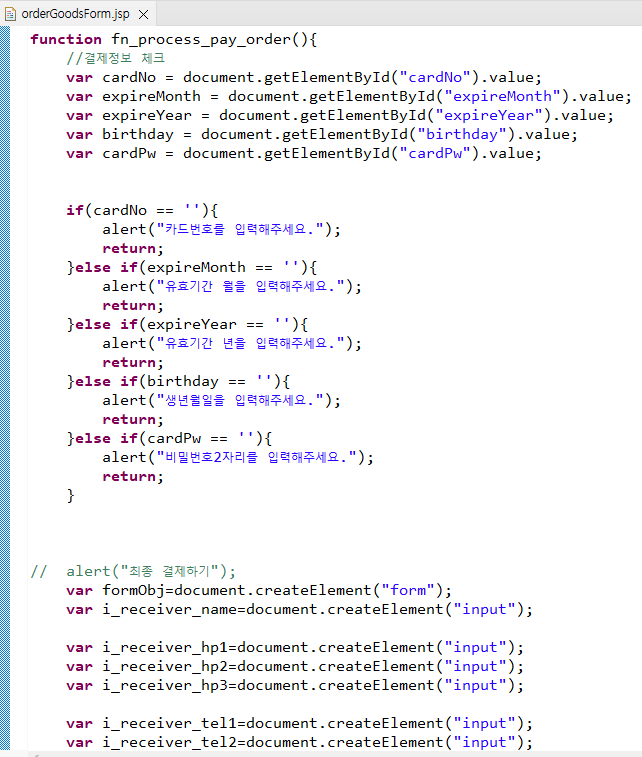 orderGoodsForm.jsp
function fn_process_pay_order(){
//결제정보 체크
var cardNo = document.getElementById("cardNo").value;
var expireMonth = document.getElementById("expireMonth").value;
var expireYear = document.getElementById("expireYear").value;
var birthday = document.getElementById("birthday").value;
var cardPw = document.getElementById("cardPw").value;
if(cardNo == ''){
alert("카드번호를 입력해주세요.");
return;
}else if(expireMonth == ''){
alert("유효기간 월을 입력해주세요.");
return;
}else if(expireYear == ''){
alert("유효기간 년을 입력해주세요.");
return;
}else if(birthday == ''){
alert("생년월일을 입력해주세요.");
return;
}else if(cardPw == ''){
alert("비밀번호2자리를 입력해주세요.");
return;
}
// alert("최종 결제하기");
var formObj=document.createElement("form");
var i_receiver_name=document.createElement("input");
var i_receiver_hp1=document.createElement("input");
var i_receiver_hp2=document.createElement("input");
var i_receiver_hp3=document.createElement("input");
var i_receiver_tel1=document.createElement("input");
var i_receiver_tel2=document.createElement("input");